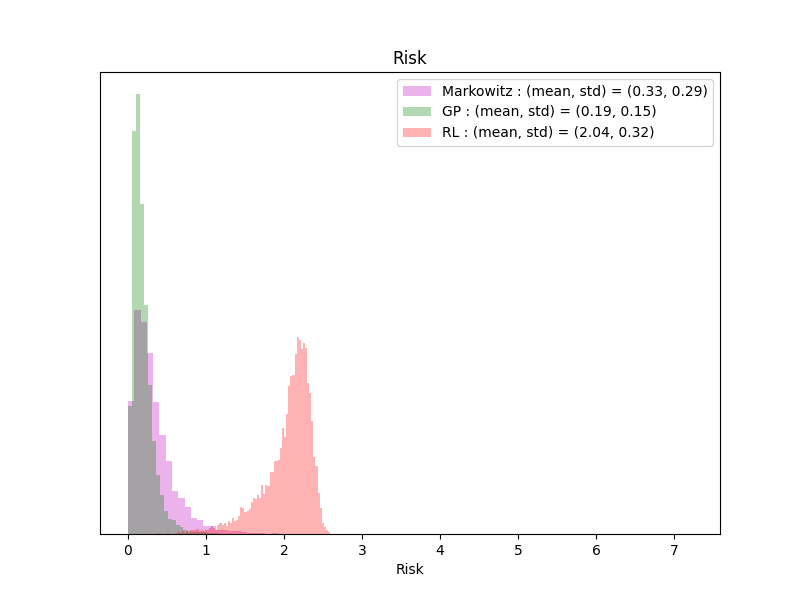 Risk
Markowitz : (mean, std) = (0.33, 0.29)
GP : (mean, std) = (0.19, 0.15)
RL : (mean, std) = (2.04, 0.32)
0 1 2 3 4 5 6 7
Risk